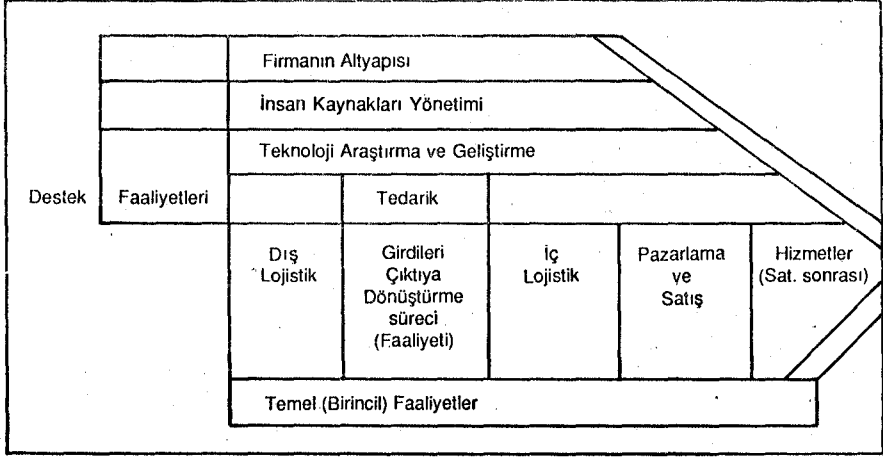 Firmanın Altyapısı
İnsan Kaynakları Yönetimi
Teknoloji Araştırma ve Geliştirme
Destek Faaliyetleri
Tedarik
Dış
Lojistik
Girdileri
Çıktıya
Dönüştürme
süreci
(Faaliyeti)
İç
Lojistik
Pazarlama
ve
Satış
Hizmetler
(Sat. sonrası)
Temel (Birincil) Faaliyetler